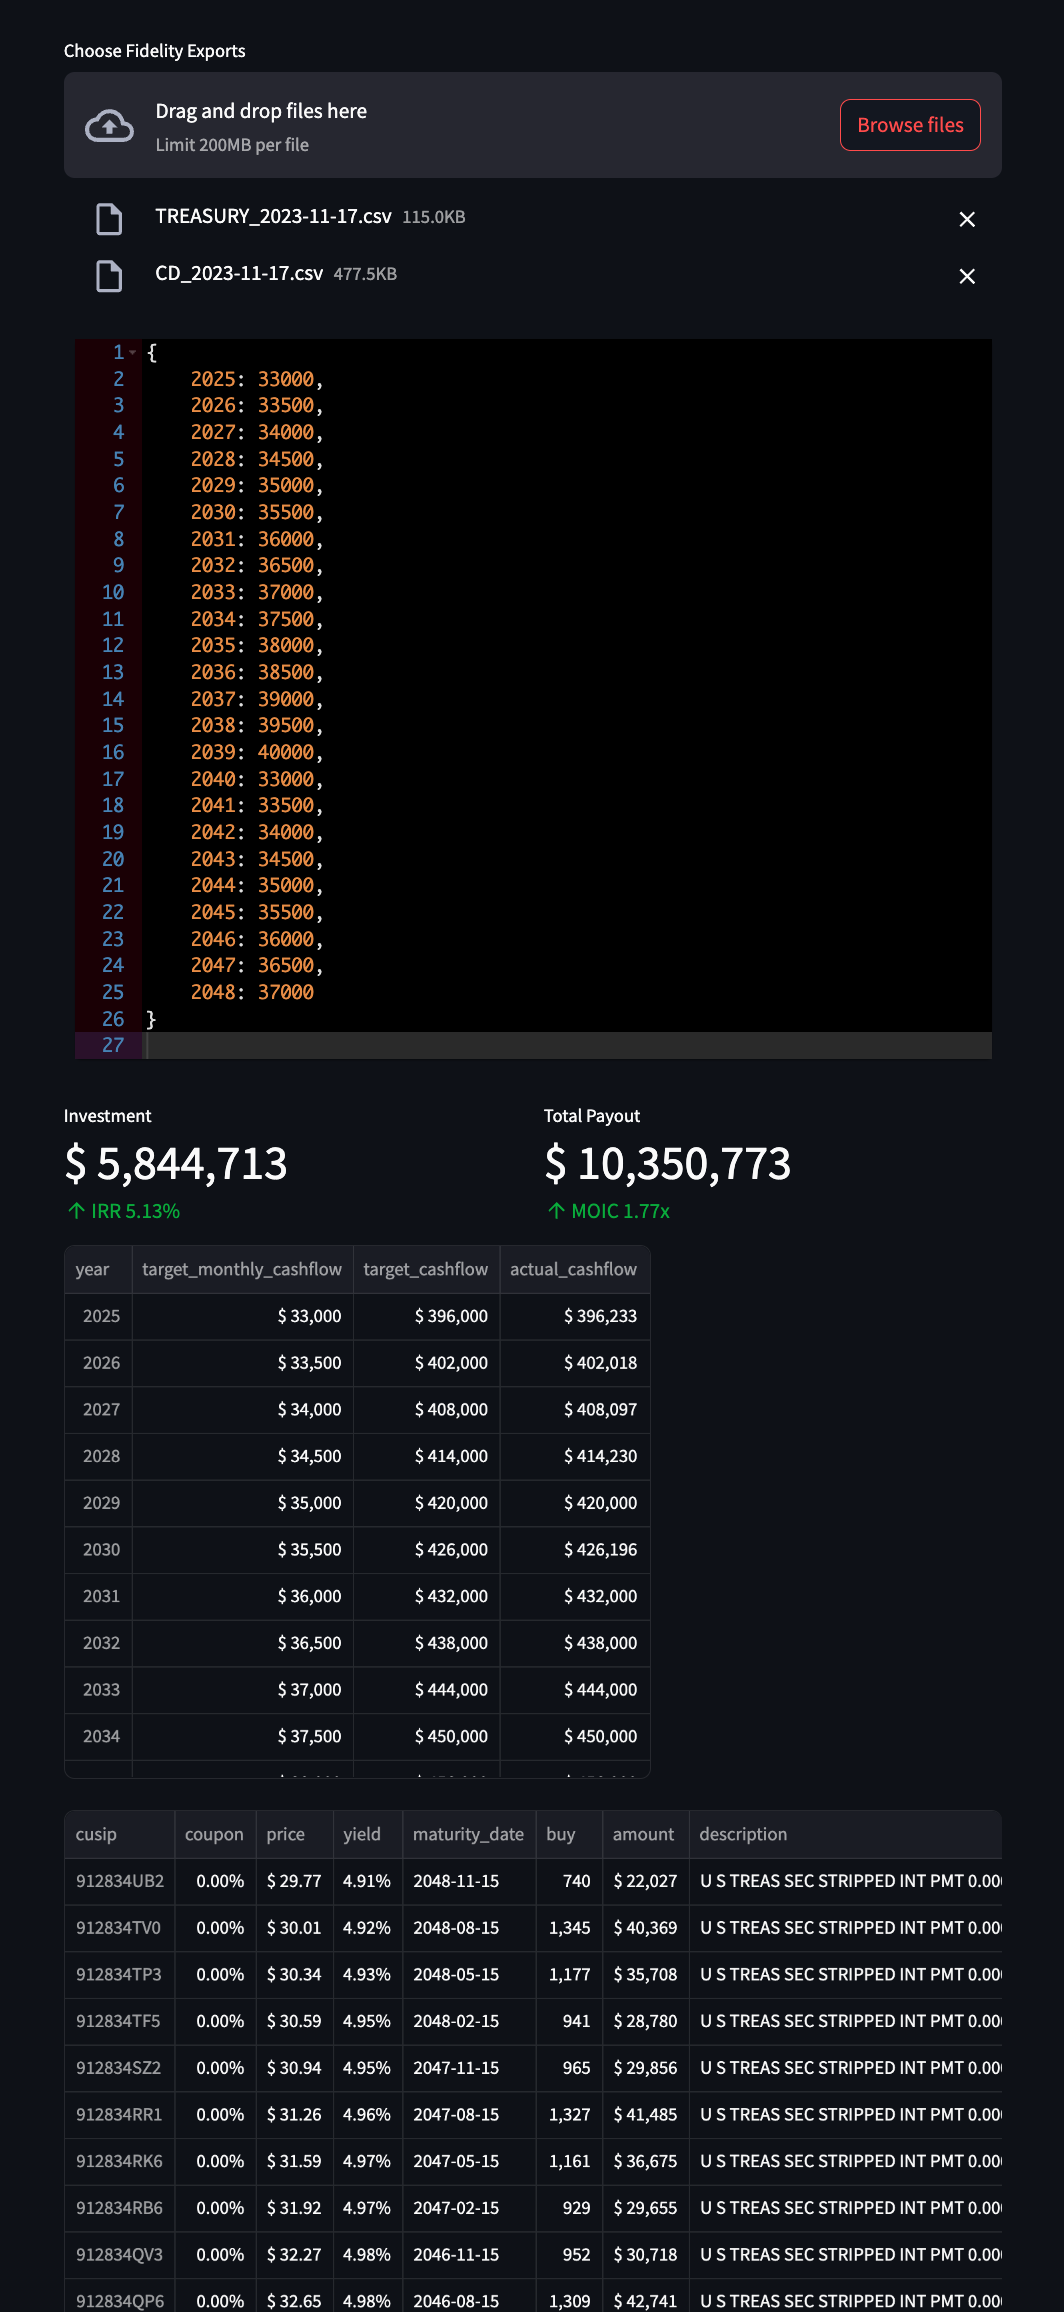 Choose Fidelity Exports
Drag and drop files here
Limit 200MB per file
Browse files
TREASURY_2023-11-17.csv 115.0KB
CD_2023-11-17.csv 477.5KB
1 {
2 2025: 33000,
3 2026: 33500,
4 2027: 34000,
5 2028: 34500,
6 2029: 35000,
7 2030: 35500,
8 2031: 36000,
9 2032: 36500,
10 2033: 37000,
11 2034: 37500,
12 2035: 38000,
13 2036: 38500,
14 2037: 39000,
15 2038: 39500,
16 2039: 40000,
17 2040: 33000,
18 2041: 33500,
19 2042: 34000,
20 2043: 34500,
21 2044: 35000,
22 2045: 35500,
23 2046: 36000,
24 2047: 36500,
25 2048: 37000
26 }
27
Investment
$ 5,844,713
↑ IRR 5.13%
Total Payout
$ 10,350,773
↑ MOIC 1.77x
year target_monthly_cashflow target_cashflow actual_cashflow
2025 $ 33,000 $ 396,000 $ 396,233
2026 $ 33,500 $ 402,000 $ 402,018
2027 $ 34,000 $ 408,000 $ 408,097
2028 $ 34,500 $ 414,000 $ 414,230
2029 $ 35,000 $ 420,000 $ 420,000
2030 $ 35,500 $ 426,000 $ 426,196
2031 $ 36,000 $ 432,000 $ 432,000
2032 $ 36,500 $ 438,000 $ 438,000
2033 $ 37,000 $ 444,000 $ 444,000
2034 $ 37,500 $ 450,000 $ 450,000
cusip coupon price yield maturity_date buy amount description
912834UB2 0.00% $ 29.77 4.91% 2048-11-15 740 $ 22,027 U S TREAS SEC STRIPPED INT PMT 0.00
912834TV0 0.00% $ 30.01 4.92% 2048-08-15 1,345 $ 40,369 U S TREAS SEC STRIPPED INT PMT 0.00
912834TP3 0.00% $ 30.34 4.93% 2048-05-15 1,177 $ 35,708 U S TREAS SEC STRIPPED INT PMT 0.00
912834TF5 0.00% $ 30.59 4.95% 2048-02-15 941 $ 28,780 U S TREAS SEC STRIPPED INT PMT 0.00
912834SZ2 0.00% $ 30.94 4.95% 2047-11-15 965 $ 29,856 U S TREAS SEC STRIPPED INT PMT 0.00
912834RR1 0.00% $ 31.26 4.96% 2047-08-15 1,327 $ 41,485 U S TREAS SEC STRIPPED INT PMT 0.00
912834RK6 0.00% $ 31.59 4.97% 2047-05-15 1,161 $ 36,675 U S TREAS SEC STRIPPED INT PMT 0.00
912834RB6 0.00% $ 31.92 4.97% 2047-02-15 929 $ 29,655 U S TREAS SEC STRIPPED INT PMT 0.00
912834QV3 0.00% $ 32.27 4.98% 2046-11-15 952 $ 30,718 U S TREAS SEC STRIPPED INT PMT 0.00
912834QP6 0.00% $ 32.65 4.98% 2046-08-15 1,309 $ 42,741 U S TREAS SEC STRIPPED INT PMT 0.00